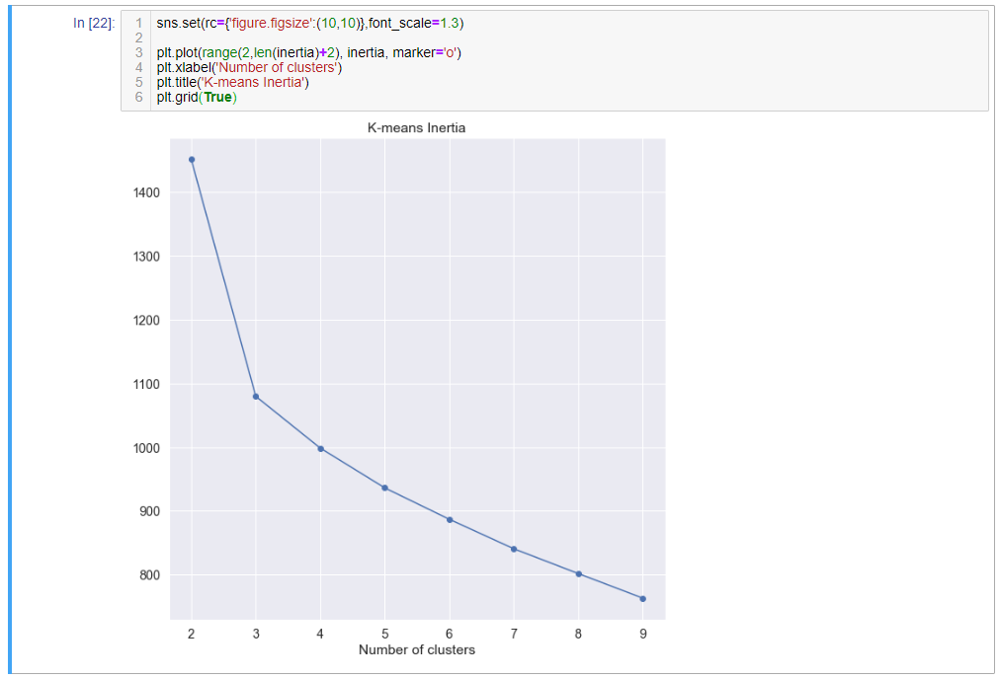 In [22]:
1 sns.set(rc={'figure.figsize':(10,10)},font_scale=1.3)
2
3 plt.plot(range(2,len(inertia)+2), inertia, marker='o')
4 plt.xlabel('Number of clusters')
5 plt.title('K-means Inertia')
6 plt.grid(True)
K-means Inertia
1400
1300
1200
1100
1000
900
800
2 3 4 5 6 7 8 9
Number of clusters